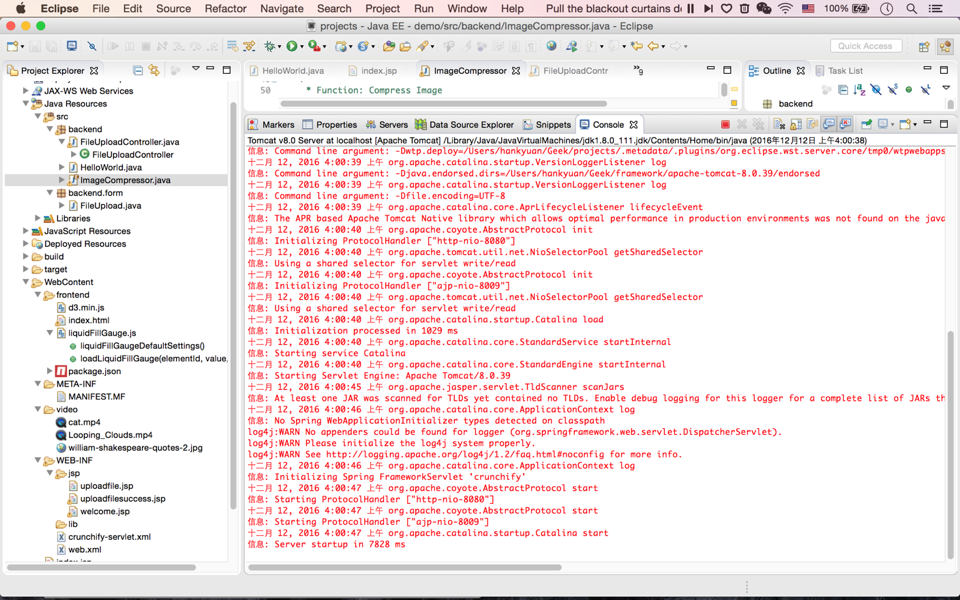 Eclipse File Edit Source Refactor Navigate Search Project Run Window Help Pull the blackout curtains d 100%
projects - Java EE - demo/src/backend/ImageCompressor.java - Eclipse
Quick Access
Project Explorer
JAX-WS Web Services
Java Resources
src
backend
FileUploadController.java
FileUploadController
HelloWorld.java
ImageCompressor.java
backend.form
FileUpload.java
Libraries
JavaScript Resources
Deployed Resources
build
target
WebContent
frontend
d3.min.js
index.html
liquidFillGauge.js
liquidFillGaugeDefaultSettings()
loadLiquidFillGauge(elementId, value,
package.json
META-INF
MANIFEST.MF
video
cat.mp4
Looping_Clouds.mp4
william-shakespeare-quotes-2.jpg
WEB-INF
jsp
uploadfile.jsp
uploadfilesuccess.jsp
welcome.jsp
lib
crunchify-servlet.xml
web.xml
HelloWorld.java index.jsp ImageCompressor FileUploadContr »9
50 * Function: Compress Image
Outline Task List
backend
Markers Properties Servers Data Source Explorer Snippets Console
Tomcat v8.0 Server at localhost [Apache Tomcat] /Library/Java/JavaVirtualMachines/jdk1.8.0_111.jdk/Contents/Home/bin/java (2016年12月12日 上午4:00:38)
信息: Command line argument: -Dwtp.deploy=/Users/hankyuan/Geek/projects/.metadata/.plugins/org.eclipse.wst.server.core/tmp0/wtpwebapps
十二月 12, 2016 4:00:39 上午 org.apache.catalina.startup.VersionLoggerListener log
信息: Command line argument: -Djava.endorsed.dirs=/Users/hankyuan/Geek/framework/apache-tomcat-8.0.39/endorsed
十二月 12, 2016 4:00:39 上午 org.apache.catalina.startup.VersionLoggerListener log
信息: Command line argument: -Dfile.encoding=UTF-8
十二月 12, 2016 4:00:39 上午 org.apache.catalina.core.AprLifecycleListener lifecycleEvent
信息: The APR based Apache Tomcat Native library which allows optimal performance in production environments was not found on the java
十二月 12, 2016 4:00:40 上午 org.apache.coyote.AbstractProtocol init
信息: Initializing ProtocolHandler ["http-nio-8080"]
十二月 12, 2016 4:00:40 上午 org.apache.tomcat.util.net.NioSelectorPool getSharedSelector
信息: Using a shared selector for servlet write/read
十二月 12, 2016 4:00:40 上午 org.apache.coyote.AbstractProtocol init
信息: Initializing ProtocolHandler ["ajp-nio-8009"]
十二月 12, 2016 4:00:40 上午 org.apache.tomcat.util.net.NioSelectorPool getSharedSelector
信息: Using a shared selector for servlet write/read
十二月 12, 2016 4:00:40 上午 org.apache.catalina.startup.Catalina load
信息: Initialization processed in 1029 ms
十二月 12, 2016 4:00:40 上午 org.apache.catalina.core.StandardService startInternal
信息: Starting service Catalina
十二月 12, 2016 4:00:40 上午 org.apache.catalina.core.StandardEngine startInternal
信息: Starting Servlet Engine: Apache Tomcat/8.0.39
十二月 12, 2016 4:00:45 上午 org.apache.jasper.servlet.TldScanner scanJars
信息: At least one JAR was scanned for TLDs yet contained no TLDs. Enable debug logging for this logger for a complete list of JARs th
十二月 12, 2016 4:00:46 上午 org.apache.catalina.core.ApplicationContext log
信息: No Spring WebApplicationInitializer types detected on classpath
log4j:WARN No appenders could be found for logger (org.springframework.web.servlet.DispatcherServlet).
log4j:WARN Please initialize the log4j system properly.
log4j:WARN See http://logging.apache.org/log4j/1.2/faq.html#noconfig for more info.
十二月 12, 2016 4:00:46 上午 org.apache.catalina.core.ApplicationContext log
信息: Initializing Spring FrameworkServlet 'crunchify'
十二月 12, 2016 4:00:47 上午 org.apache.coyote.AbstractProtocol start
信息: Starting ProtocolHandler ["http-nio-8080"]
十二月 12, 2016 4:00:47 上午 org.apache.coyote.AbstractProtocol start
信息: Starting ProtocolHandler ["ajp-nio-8009"]
十二月 12, 2016 4:00:47 上午 org.apache.catalina.startup.Catalina start
信息: Server startup in 7828 ms